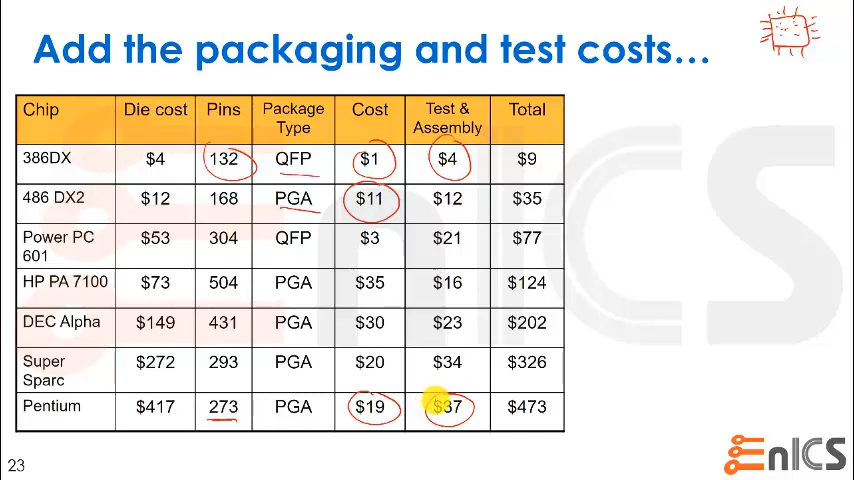 Add the packaging and test costs...
Chip Die cost Pins Package Type Cost Test & Assembly Total
386DX $4 132 QFP $1 $4 $9
486 DX2 $12 168 PGA $11 $12 $35
Power PC 601 $53 304 QFP $3 $21 $77
HP PA 7100 $73 504 PGA $35 $16 $124
DEC Alpha $149 431 PGA $30 $23 $202
Super Sparc $272 293 PGA $20 $34 $326
Pentium $417 273 PGA $19 $37 $473
23
EnICS